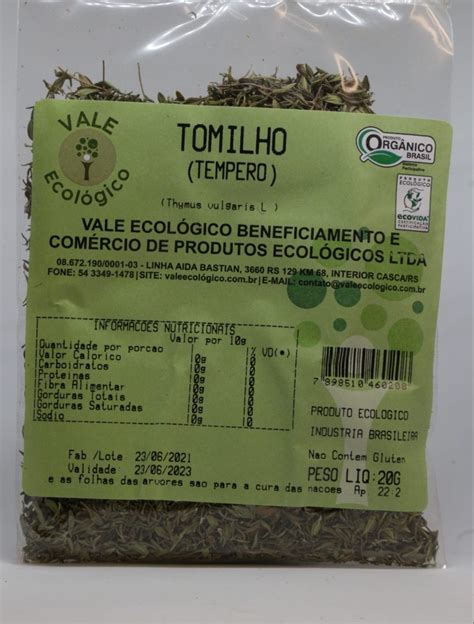 VALE
Ecológico
TOMILHO
(TEMPERO)
(Thymus vulgaris L)
PRODUTO
ORGÂNICO
BRASIL
Sistema
Participativo
PRODUTO
ECOLÓGICO
ECOVIDA
CERTIFICAÇÃO
PARTICIPATIVA
VALE ECOLÓGICO BENEFICIAMENTO E
COMÉRCIO DE PRODUTOS ECOLÓGICOS LTDA
08.672.190/0001-03 - LINHA AIDA BASTIAN, 3660 RS 129 KM 68, INTERIOR CASCA/RS
FONE: 54 3349-1478 | SITE: valeecológico.com.br | E-MAIL: contato@valeecologico.com.br
INFORMACOES NUTRICIONAIS
Valor por 10g
Quantidade por porcao % VD(*)
Valor Calorico 0g 0
Carboidratos 0g 0
Proteinas 0g 0
Fibra Alimentar 0g 0
Gorduras Totais 0g 0
Gorduras Saturadas 0g 0
Sodio 0g 0
7 898510 460208
PRODUTO ECOLOGICO
INDUSTRIA BRASILEIRA
Nao Contem Gluten
PESO LIQ:20G
Ap 22.2
Fab /Lote 23/06/2021
Validade 23/06/2023
e as folhas das arvores sao para a cura das nacoes